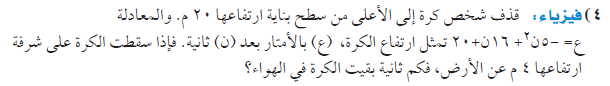 ٤) فيزياء: قذف شخص كرة إلى الأعلى من سطح بناية ارتفاعها ٢٠ م. والمعادلة
ع= -٥ن٢ + ١٦ن+٢٠ تمثل ارتفاع الكرة، (ع) بالأمتار بعد (ن) ثانية. فإذا سقطت الكرة على شرفة
ارتفاعها ٤ م عن الأرض، فكم ثانية بقيت الكرة في الهواء؟